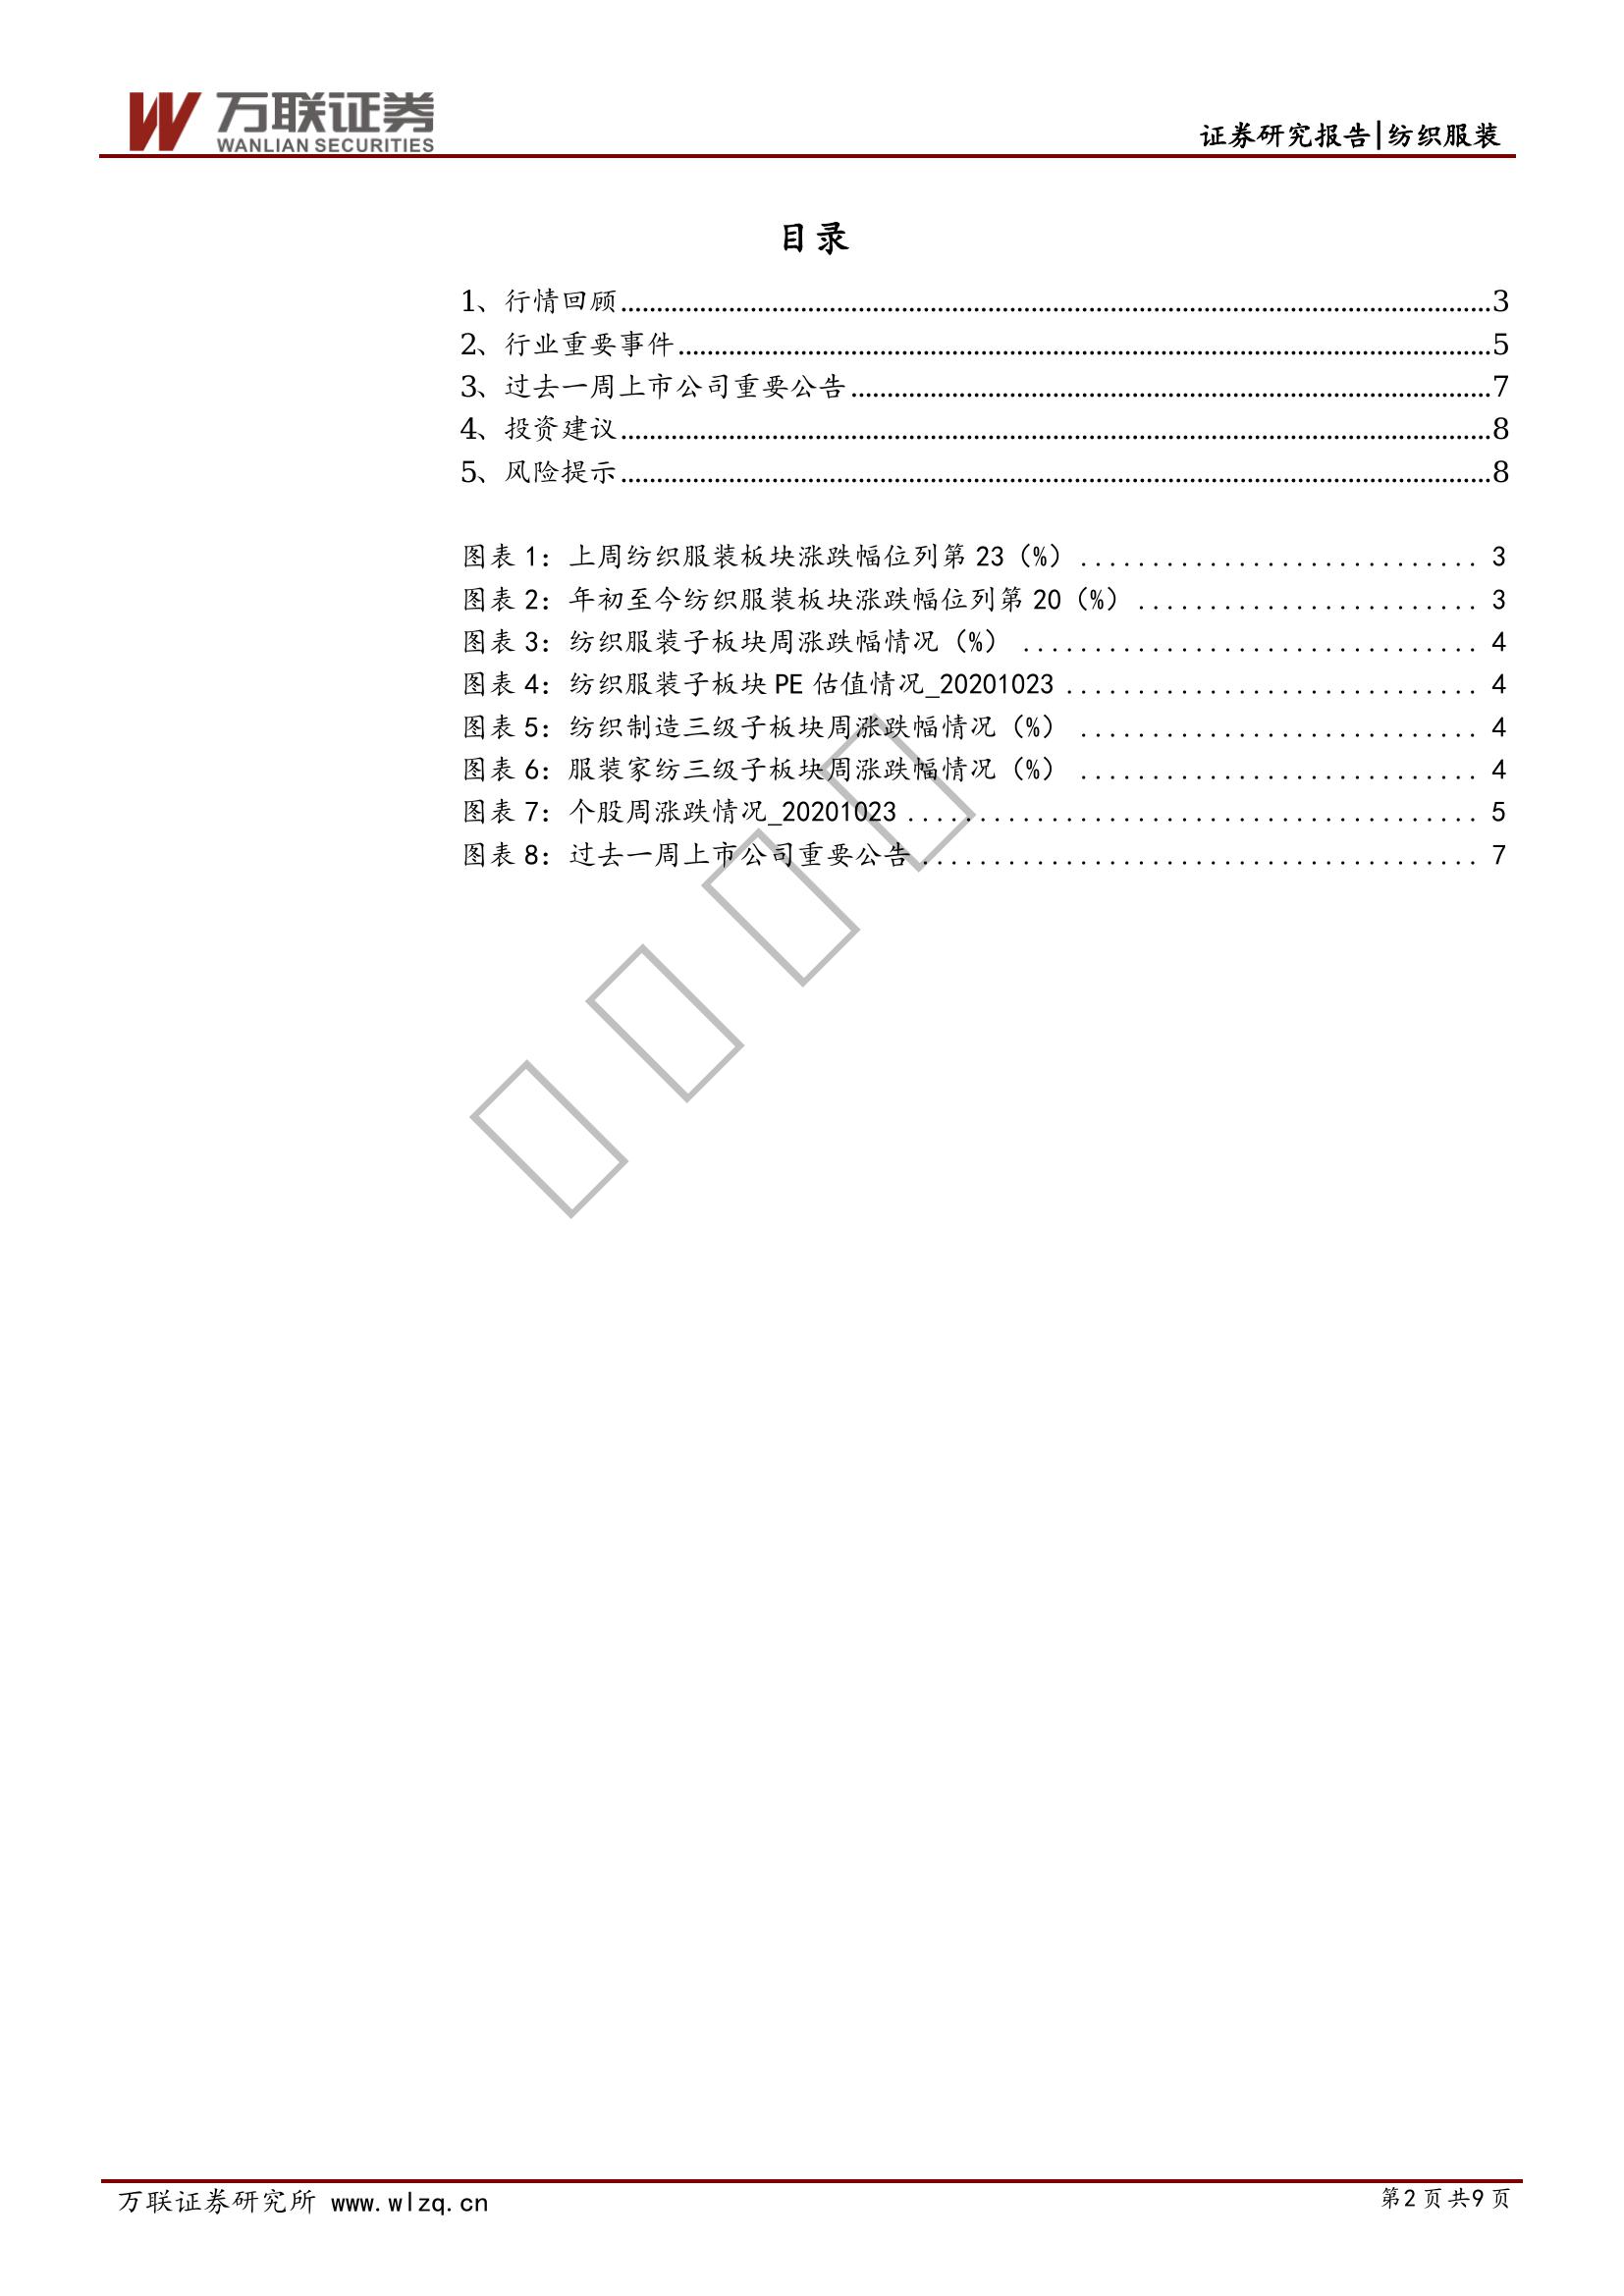 万联证券
WANLIAN SECURITIES
证券研究报告|纺织服装
目录
1、行情回顾........................................3
2、行业重要事件........................................5
3、过去一周上市公司重要公告........................................7
4、投资建议........................................8
5、风险提示........................................8
图表 1：上周纺织服装板块涨跌幅位列第 23（%）............................ 3
图表 2：年初至今纺织服装板块涨跌幅位列第 20（%）........................ 3
图表 3：纺织服装子板块周涨跌幅情况（%） ................................ 4
图表 4：纺织服装子板块 PE 估值情况_20201023 ............................. 4
图表 5：纺织制造三级子板块周涨跌幅情况（%） ............................ 4
图表 6：服装家纺三级子板块周涨跌幅情况（%） ............................ 4
图表 7：个股周涨跌情况_20201023 ........................................ 5
图表 8：过去一周上市公司重要公告....................................... 7
万联证券研究所 www.wlzq.cn
第2页共9页